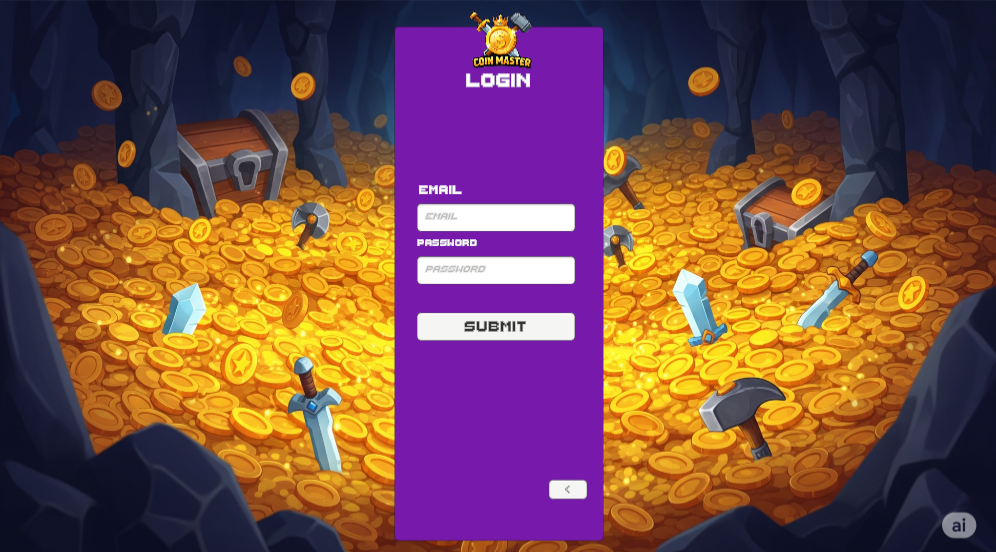 COIN MASTER
LOGIN
EMAIL
EMAIL
PASSWORD
PASSWORD
SUBMIT
<
ai